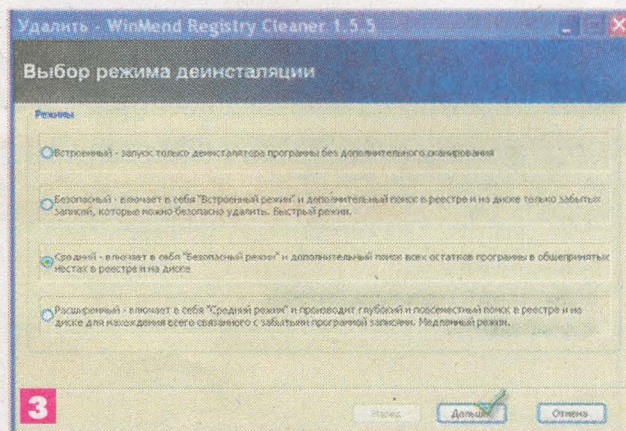 Удалить - WinMend Registry Cleaner 1.5.5
Выбор режима деинсталяции
Режимы
Встроенный - запуск только деинсталятора программы без дополнительного сканирования
Безопасный - включает в себя "Встроенный режим" и дополнительный поиск в реестре и на диске только забытых
записей, которые можно безопасно удалить. Быстрый режим.
Средний - включает в себя "Безопасный режим" и дополнительный поиск всех остатков программы в общепринятых
местах в реестре и на диске
Расширенный - включает в себя "Средний режим" и производит глубокий и повсеместный поиск в реестре и на
диске для нахождения всего связанного с забытыми программой записями. Медленный режим.
3
Назад
Дальше
Отмена